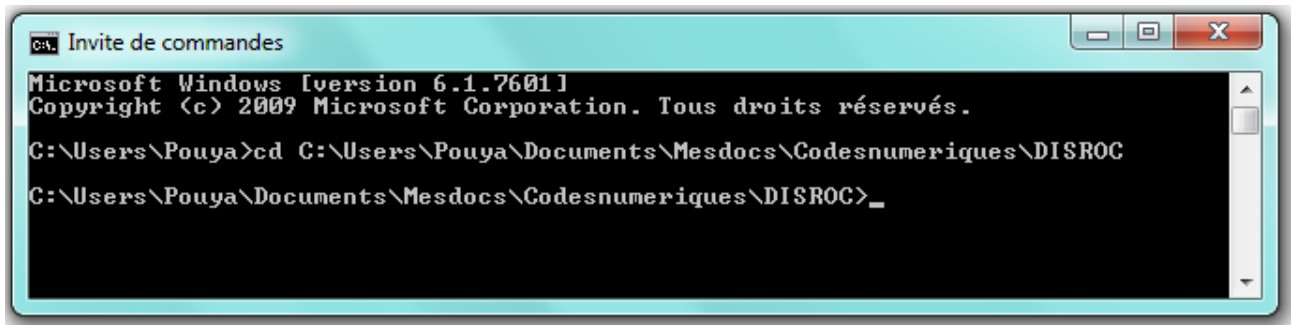 C:\. Invite de commandes
Microsoft Windows [version 6.1.7601]
Copyright (c) 2009 Microsoft Corporation. Tous droits réservés.
C:\Users\Pouya>cd C:\Users\Pouya\Documents\Mesdocs\Codesnumeriques\DISROC
C:\Users\Pouya\Documents\Mesdocs\Codesnumeriques\DISROC>_